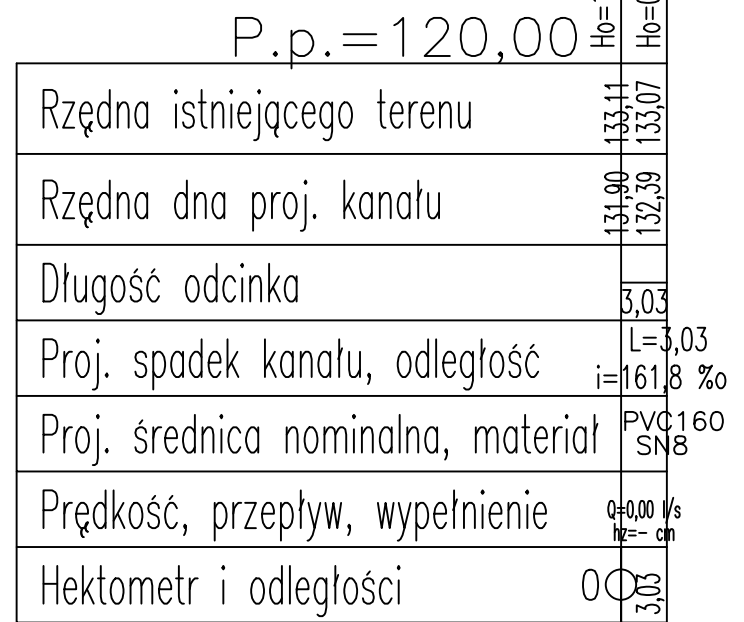 P.p.=120,00
Ho=
Ho=
Rzędna istniejącego terenu
133,11
133,07
Rzędna dna proj. kanału
131,90
132,39
Długość odcinka
3,03
Proj. spadek kanału, odległość
L=3,03
i=161,8 %o
Proj. średnica nominalna, materiał
PVC160
SN8
Prędkość, przepływ, wypełnienie
Q=0,00 l/s
hz=- cm
Hektometr i odległości
0
3,03